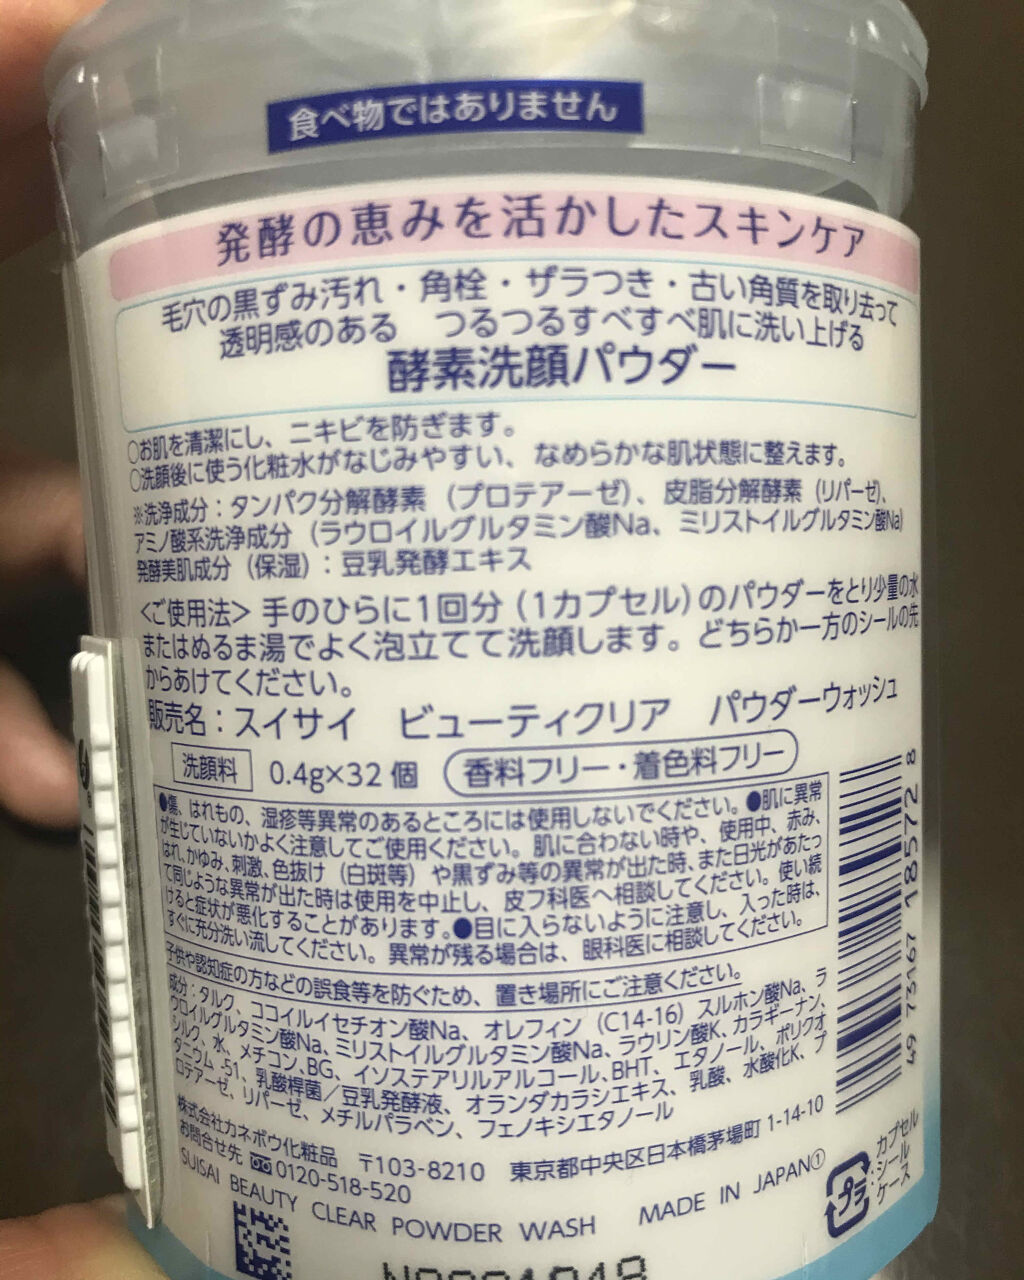 食べ物ではありません
発酵の恵みを活かしたスキンケア
毛穴の黒ずみ汚れ・角栓・ザラつき・古い角質を取り去って
透明感のある　つるつるすべすべ肌に洗い上げる
酵素洗顔パウダー
○お肌を清潔にし、ニキビを防ぎます。
○洗顔後に使う化粧水がなじみやすい、なめらかな肌状態に整えます。
※洗浄成分：タンパク分解酵素（プロテアーゼ）、皮脂分解酵素（リパーゼ）、
アミノ酸系洗浄成分（ラウロイルグルタミン酸Na、ミリストイルグルタミン酸Na）
発酵美肌成分（保湿）：豆乳発酵エキス
<ご使用法> 手のひらに1回分（1カプセル）のパウダーをとり少量の水
またはぬるま湯でよく泡立てて洗顔します。どちらか一方のシールの先
からあけてください。
販売名：スイサイ　ビューティクリア　パウダーウォッシュ
洗顔料　0.4g×32個　香料フリー・着色料フリー
●傷、はれもの、湿疹等異常のあるところには使用しないでください。●肌に異常
が生じていないかよく注意してご使用ください。肌に合わない時や、使用中、赤み、
はれ、かゆみ、刺激、色抜け（白斑等）や黒ずみ等の異常が出た時、また日光があたっ
て同じような異常が出た時は使用を中止し、皮フ科医へ相談してください。使い続
けると症状が悪化することがあります。●目に入らないように注意し、入った時は、
すぐに充分洗い流してください。異常が残る場合は、眼科医に相談してください。
子供や認知症の方などの誤食等を防ぐため、置き場所にご注意ください。
成分：タルク、ココイルイセチオン酸Na、オレフィン（C14-16）スルホン酸Na、ラ
ウロイルグルタミン酸Na、ミリストイルグルタミン酸Na、ラウリン酸K、カラギーナン、
シルク、水、メチコン、BG、イソステアリルアルコール、BHT、エタノール、ポリクオ
タニウム-51、乳酸桿菌／豆乳発酵液、オランダカラシエキス、乳酸、水酸化K、プ
ロテアーゼ、リパーゼ、メチルパラベン、フェノキシエタノール
株式会社カネボウ化粧品　〒103-8210　東京都中央区日本橋茅場町 1-14-10
お問合せ先 0120-518-520
SUISAI BEAUTY CLEAR POWDER WASH　MADE IN JAPAN①
49 73167 18572 8
プラ
カプセル
：シール
ケース